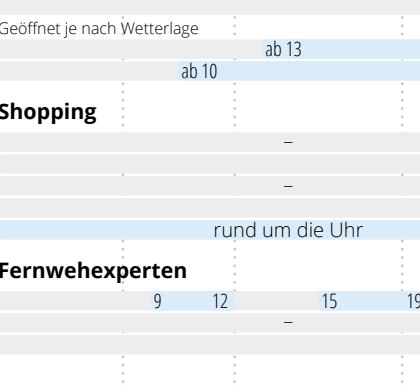 Geöffnet je nach Wetterlage
ab 13
ab 10
Shopping
–
–
rund um die Uhr
Fernwehexperten
9 12 15 19
–